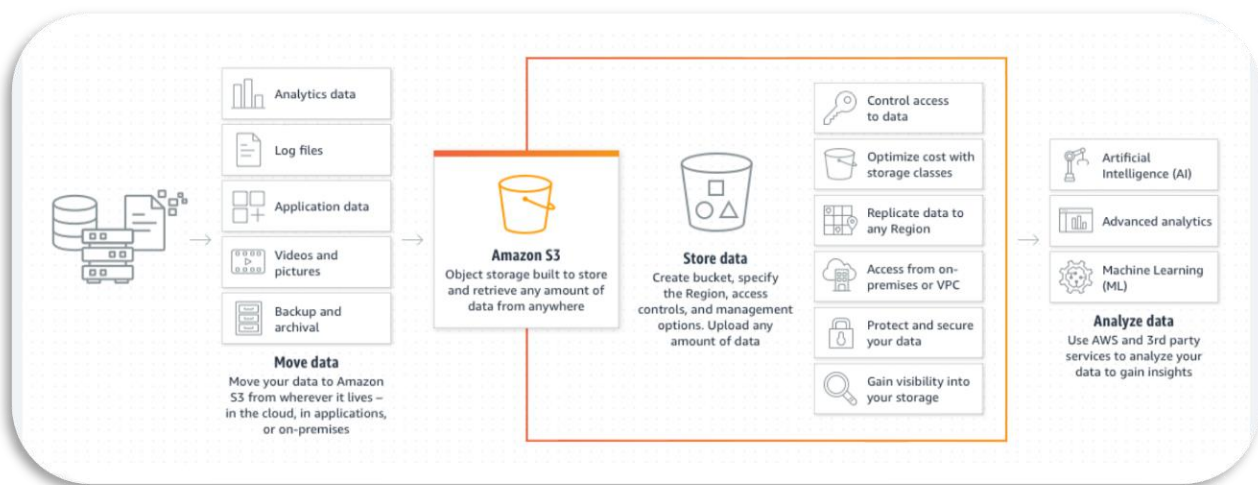 Analytics data
Log files
Application data
Videos and
pictures
Backup and
archival
Move data
Move your data to Amazon
S3 from wherever it lives –
in the cloud, in applications,
or on-premises
Amazon S3
Object storage built to store
and retrieve any amount of
data from anywhere
Store data
Create bucket, specify
the Region, access
controls, and management
options. Upload any
amount of data
Control access
to data
Optimize cost with
storage classes
Replicate data to
any Region
Access from on-
premises or VPC
Protect and secure
your data
Gain visibility into
your storage
Artificial
Intelligence (AI)
Advanced analytics
Machine Learning
(ML)
Analyze data
Use AWS and 3rd party
services to analyze your
data to gain insights